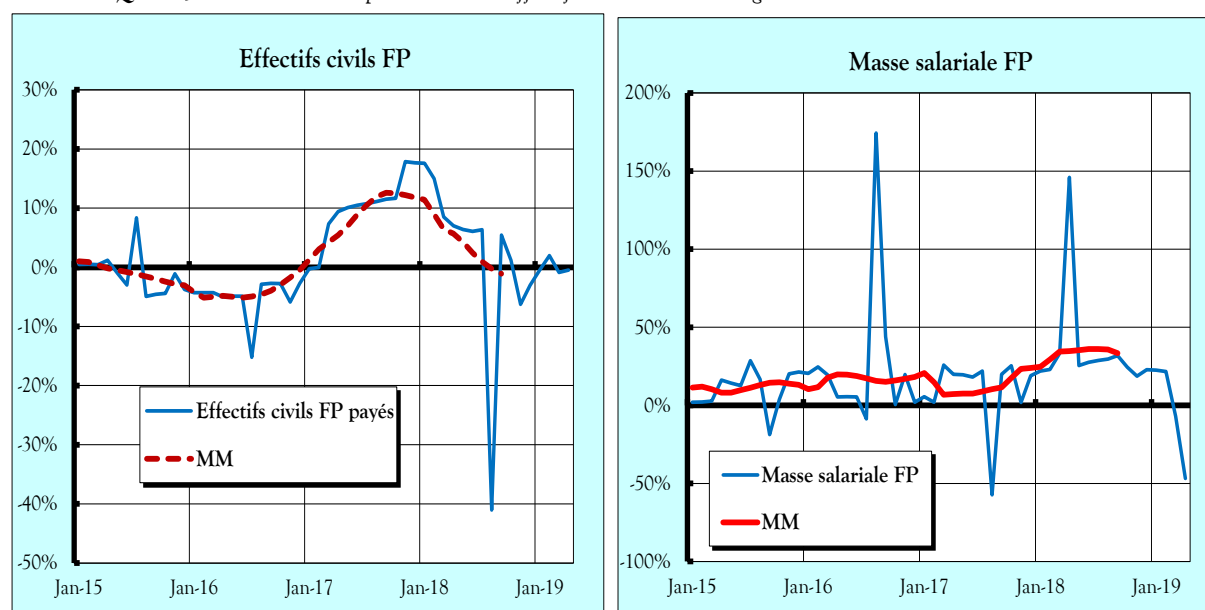 Effectifs civils FP
30%
20%
10%
0%
-10%
-20%
-30%
-40%
-50%
Effectifs civils FP payés
MM
Jan-15 Jan-16 Jan-17 Jan-18 Jan-19
Masse salariale FP
200%
150%
100%
50%
0%
-50%
-100%
Masse salariale FP
MM
Jan-15 Jan-16 Jan-17 Jan-18 Jan-19